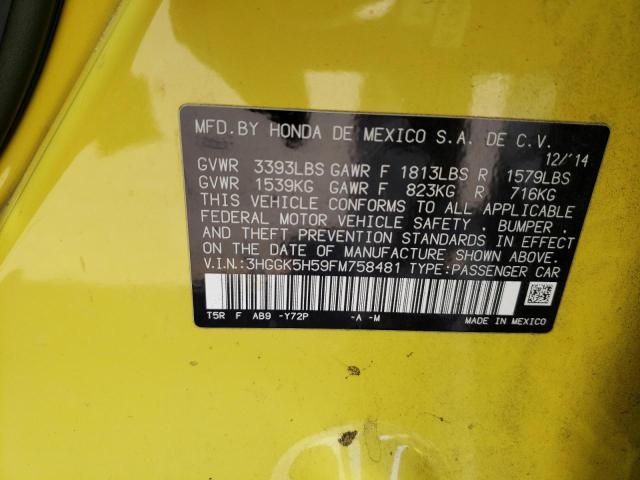 MFD.BY HONDA DE MEXICO S.A. DE C.V.
12/'14
GVWR 3393LBS GAWR F 1813LBS R 1579LBS
GVWR 1539KG GAWR F 823KG R 716KG
THIS VEHICLE CONFORMS TO ALL APPLICABLE
FEDERAL MOTOR VEHICLE SAFETY , BUMPER ,
AND THEFT PREVENTION STANDARDS IN EFFECT
ON THE DATE OF MANUFACTURE SHOWN ABOVE.
V.I.N.:3HGGK5H59FM758481 TYPE:PASSENGER CAR
T5R F AB9 -Y72P -A -M MADE IN MEXICO